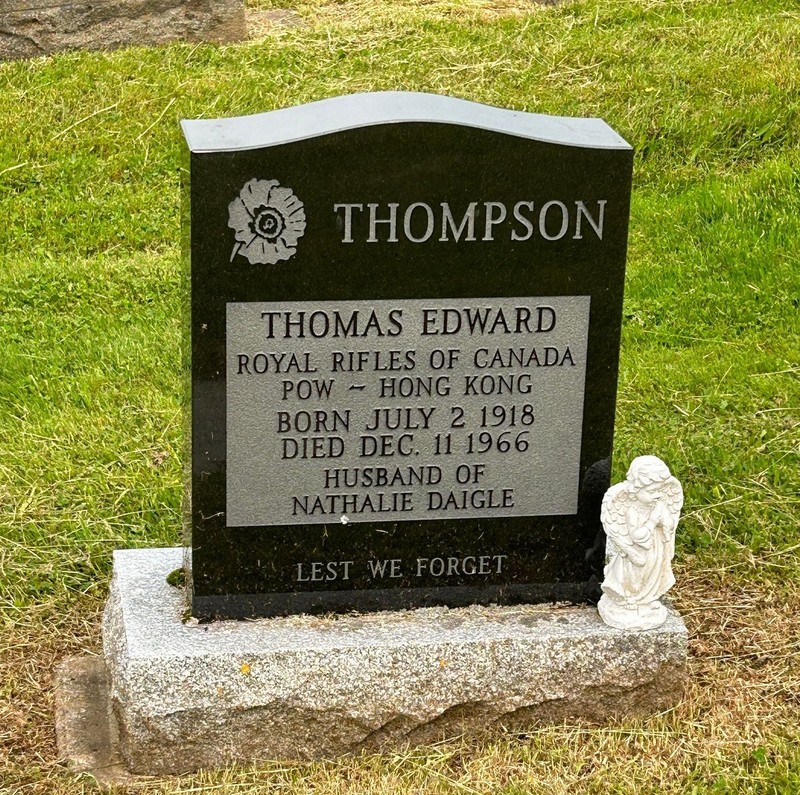 THOMPSON
THOMAS EDWARD
ROYAL RIFLES OF CANADA
POW ~ HONG KONG
BORN JULY 2 1918
DIED DEC. 11 1966
HUSBAND OF
NATHALIE DAIGLE
LEST WE FORGET